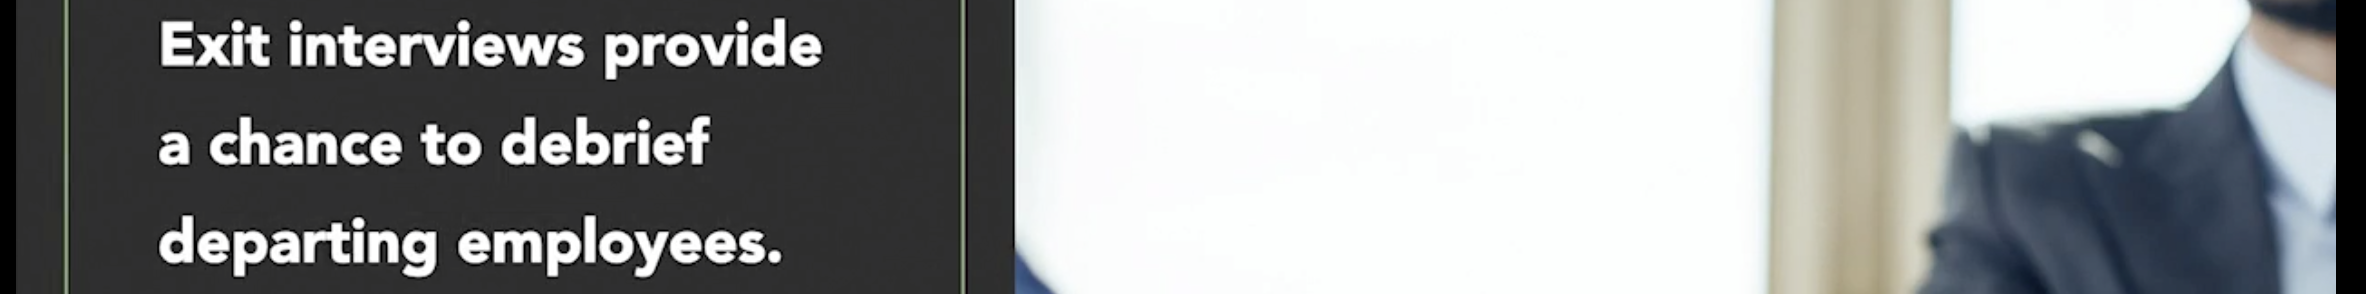 Exit interviews provide
a chance to debrief
departing employees.